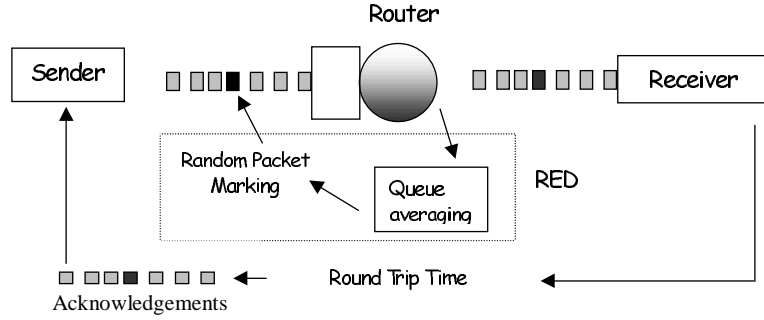 Router
Sender
Receiver
Random Packet
Marking
Queue
averaging
RED
Round Trip Time
Acknowledgements